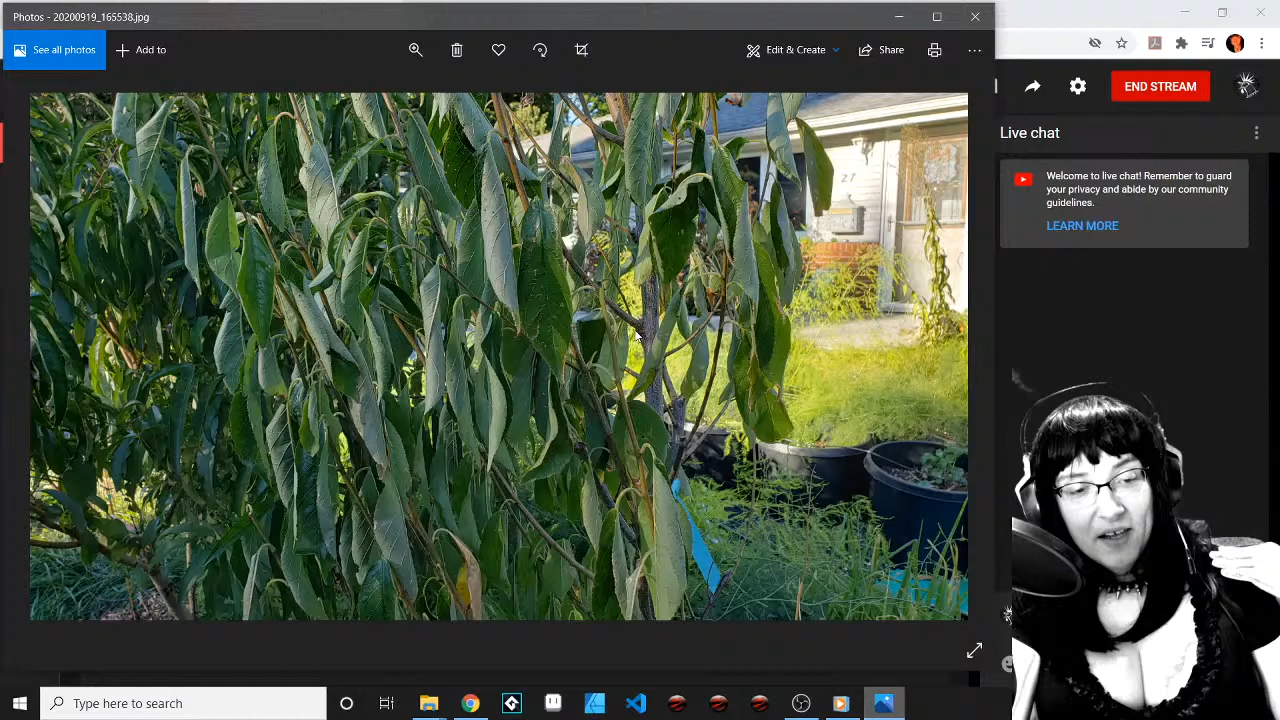 Photos - 20200919_165538.jpg
See all photos
Add to
Edit & Create
Share
END STREAM
Live chat
Welcome to live chat! Remember to guard
your privacy and abide by our community
guidelines.
LEARN MORE
27
Type here to search